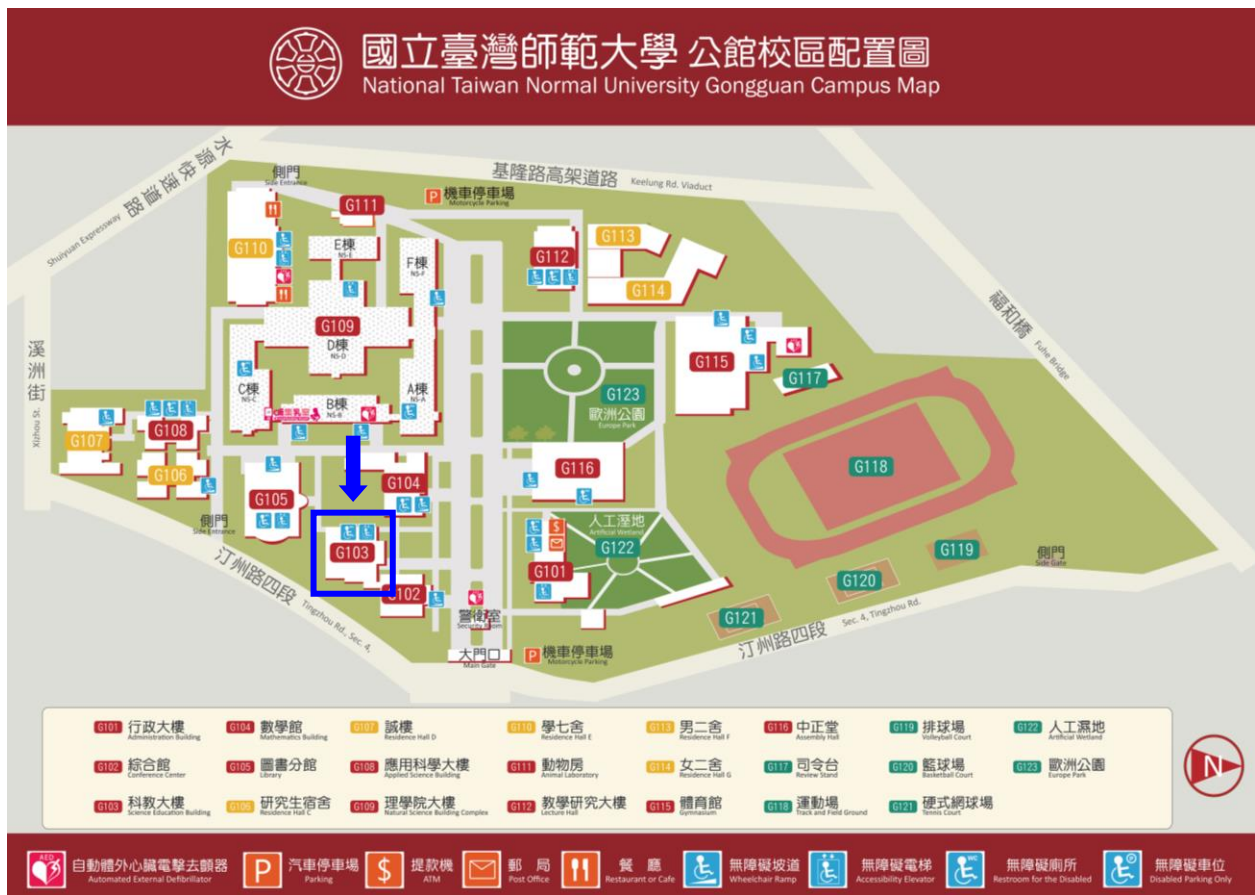 國立臺灣師範大學 公館校區配置圖
National Taiwan Normal University Gongguan Campus Map
水源快速道路
Shuiyuan Expressway
側門
Side Entrance
基隆路高架道路 Keelung Rd. Viaduct
P 機車停車場
Motorcycle Parking
G111
G110
E棟
NS-E
F棟
NS-F
G112
G113
G114
G109
D棟
NS-D
福和橋
Fuhe Bridge
溪洲街
Xizhou St.
C棟
NS-C
A棟
NS-A
B棟
NS-B
G115
G117
G123
歐洲公園
Europe Park
G107
G108
G106
G105
G104
G116
G118
側門
Side Entrance
G103
G102
人工溼地
Artificial Wetland
G122
$
G101
G119
側門
Side Gate
G120
G121
汀州路四段 Tingzhou Rd., Sec. 4,
警衛室
Security Room
大門口
Main Gate
P 機車停車場
Motorcycle Parking
汀州路四段 Sec. 4, Tingzhou Rd.
G101 行政大樓 G104 數學館 G107 誠樓 G110 學七舍 G113 男二舍 G116 中正堂 G119 排球場 G122 人工濕地
Administration Building Mathematics Building Residence Hall D Residence Hall E Residence Hall F Assembly Hall Volleyball Court Artificial Wetland
G102 綜合館 G105 圖書分館 G108 應用科學大樓 G111 動物房 G114 女二舍 G117 司令台 G120 籃球場 G123 歐洲公園
Conference Center Library Applied Science Building Animal Laboratory Residence Hall G Review Stand Basketball Court Europe Park
G103 科教大樓 G106 研究生宿舍 G109 理學院大樓 G112 教學研究大樓 G115 體育館 G118 運動場 G121 硬式網球場
Science Education Building Residence Hall C Natural Science Building Complex Lecture Hall Gymnasium Track and Field Ground Tennis Court
N
AED 自動體外心臟電擊去顫器 P 汽車停車場 $ 提款機 郵局 餐廳 無障礙坡道 無障礙電梯 WC 無障礙廁所 P 無障礙車位
Automated External Defibrillator Parking ATM Post Office Restaurant or Cafe Wheelchair Ramp Accessibility Elevator Restroom for the Disabled Disabled Parking Only